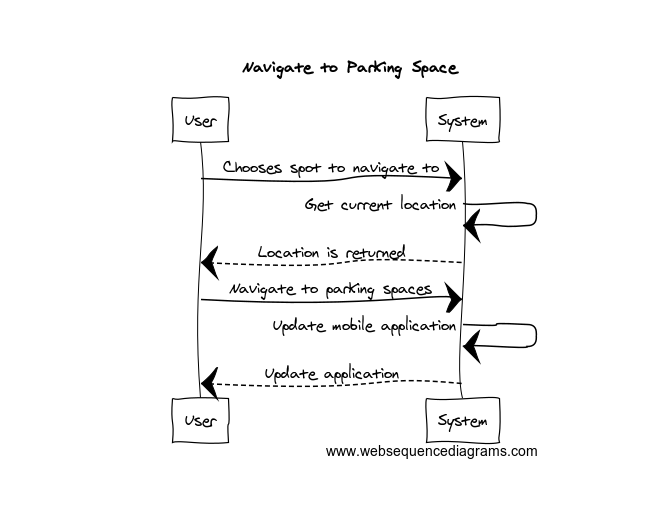 Navigate to Parking Space
User
System
Chooses spot to navigate to
Get current location
Location is returned
Navigate to parking spaces
Update mobile application
Update application
User
System
www.websequencediagrams.com